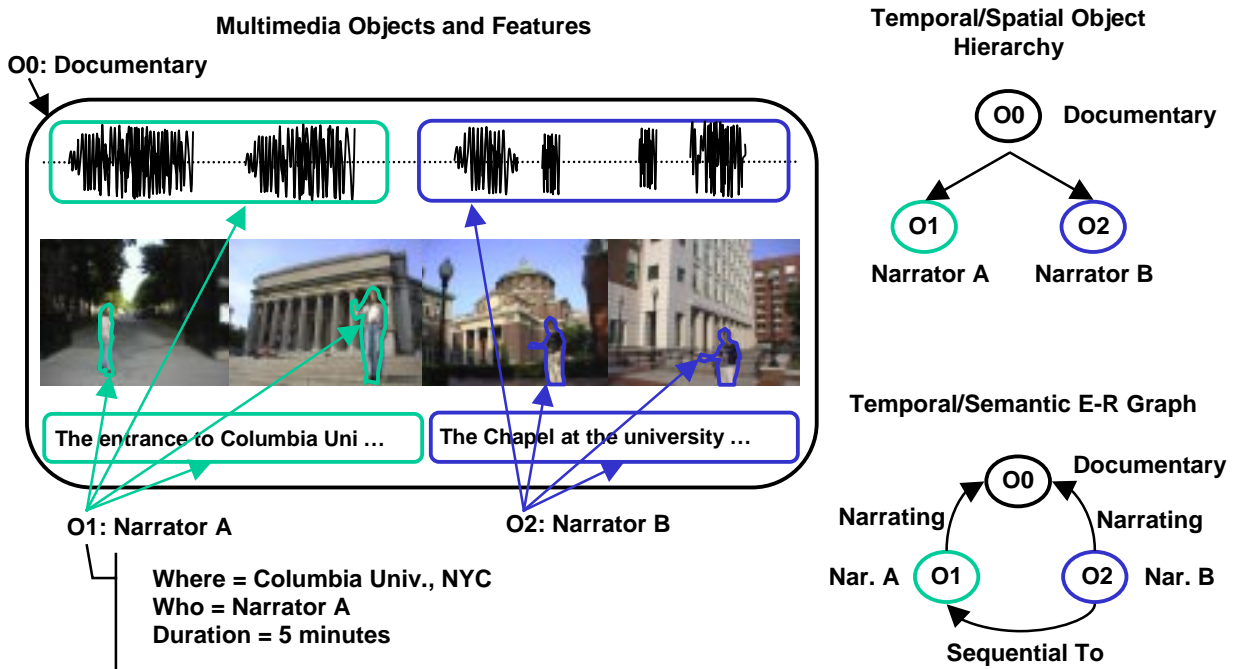 Multimedia Objects and Features
O0: Documentary
The entrance to Columbia Uni …
The Chapel at the university …
O1: Narrator A
O2: Narrator B
Where = Columbia Univ., NYC
Who = Narrator A
Duration = 5 minutes
Temporal/Spatial Object
Hierarchy
O0
Documentary
O1
O2
Narrator A
Narrator B
Temporal/Semantic E-R Graph
Documentary
O0
Narrating
Narrating
Nar. A
O1
O2
Nar. B
Sequential To